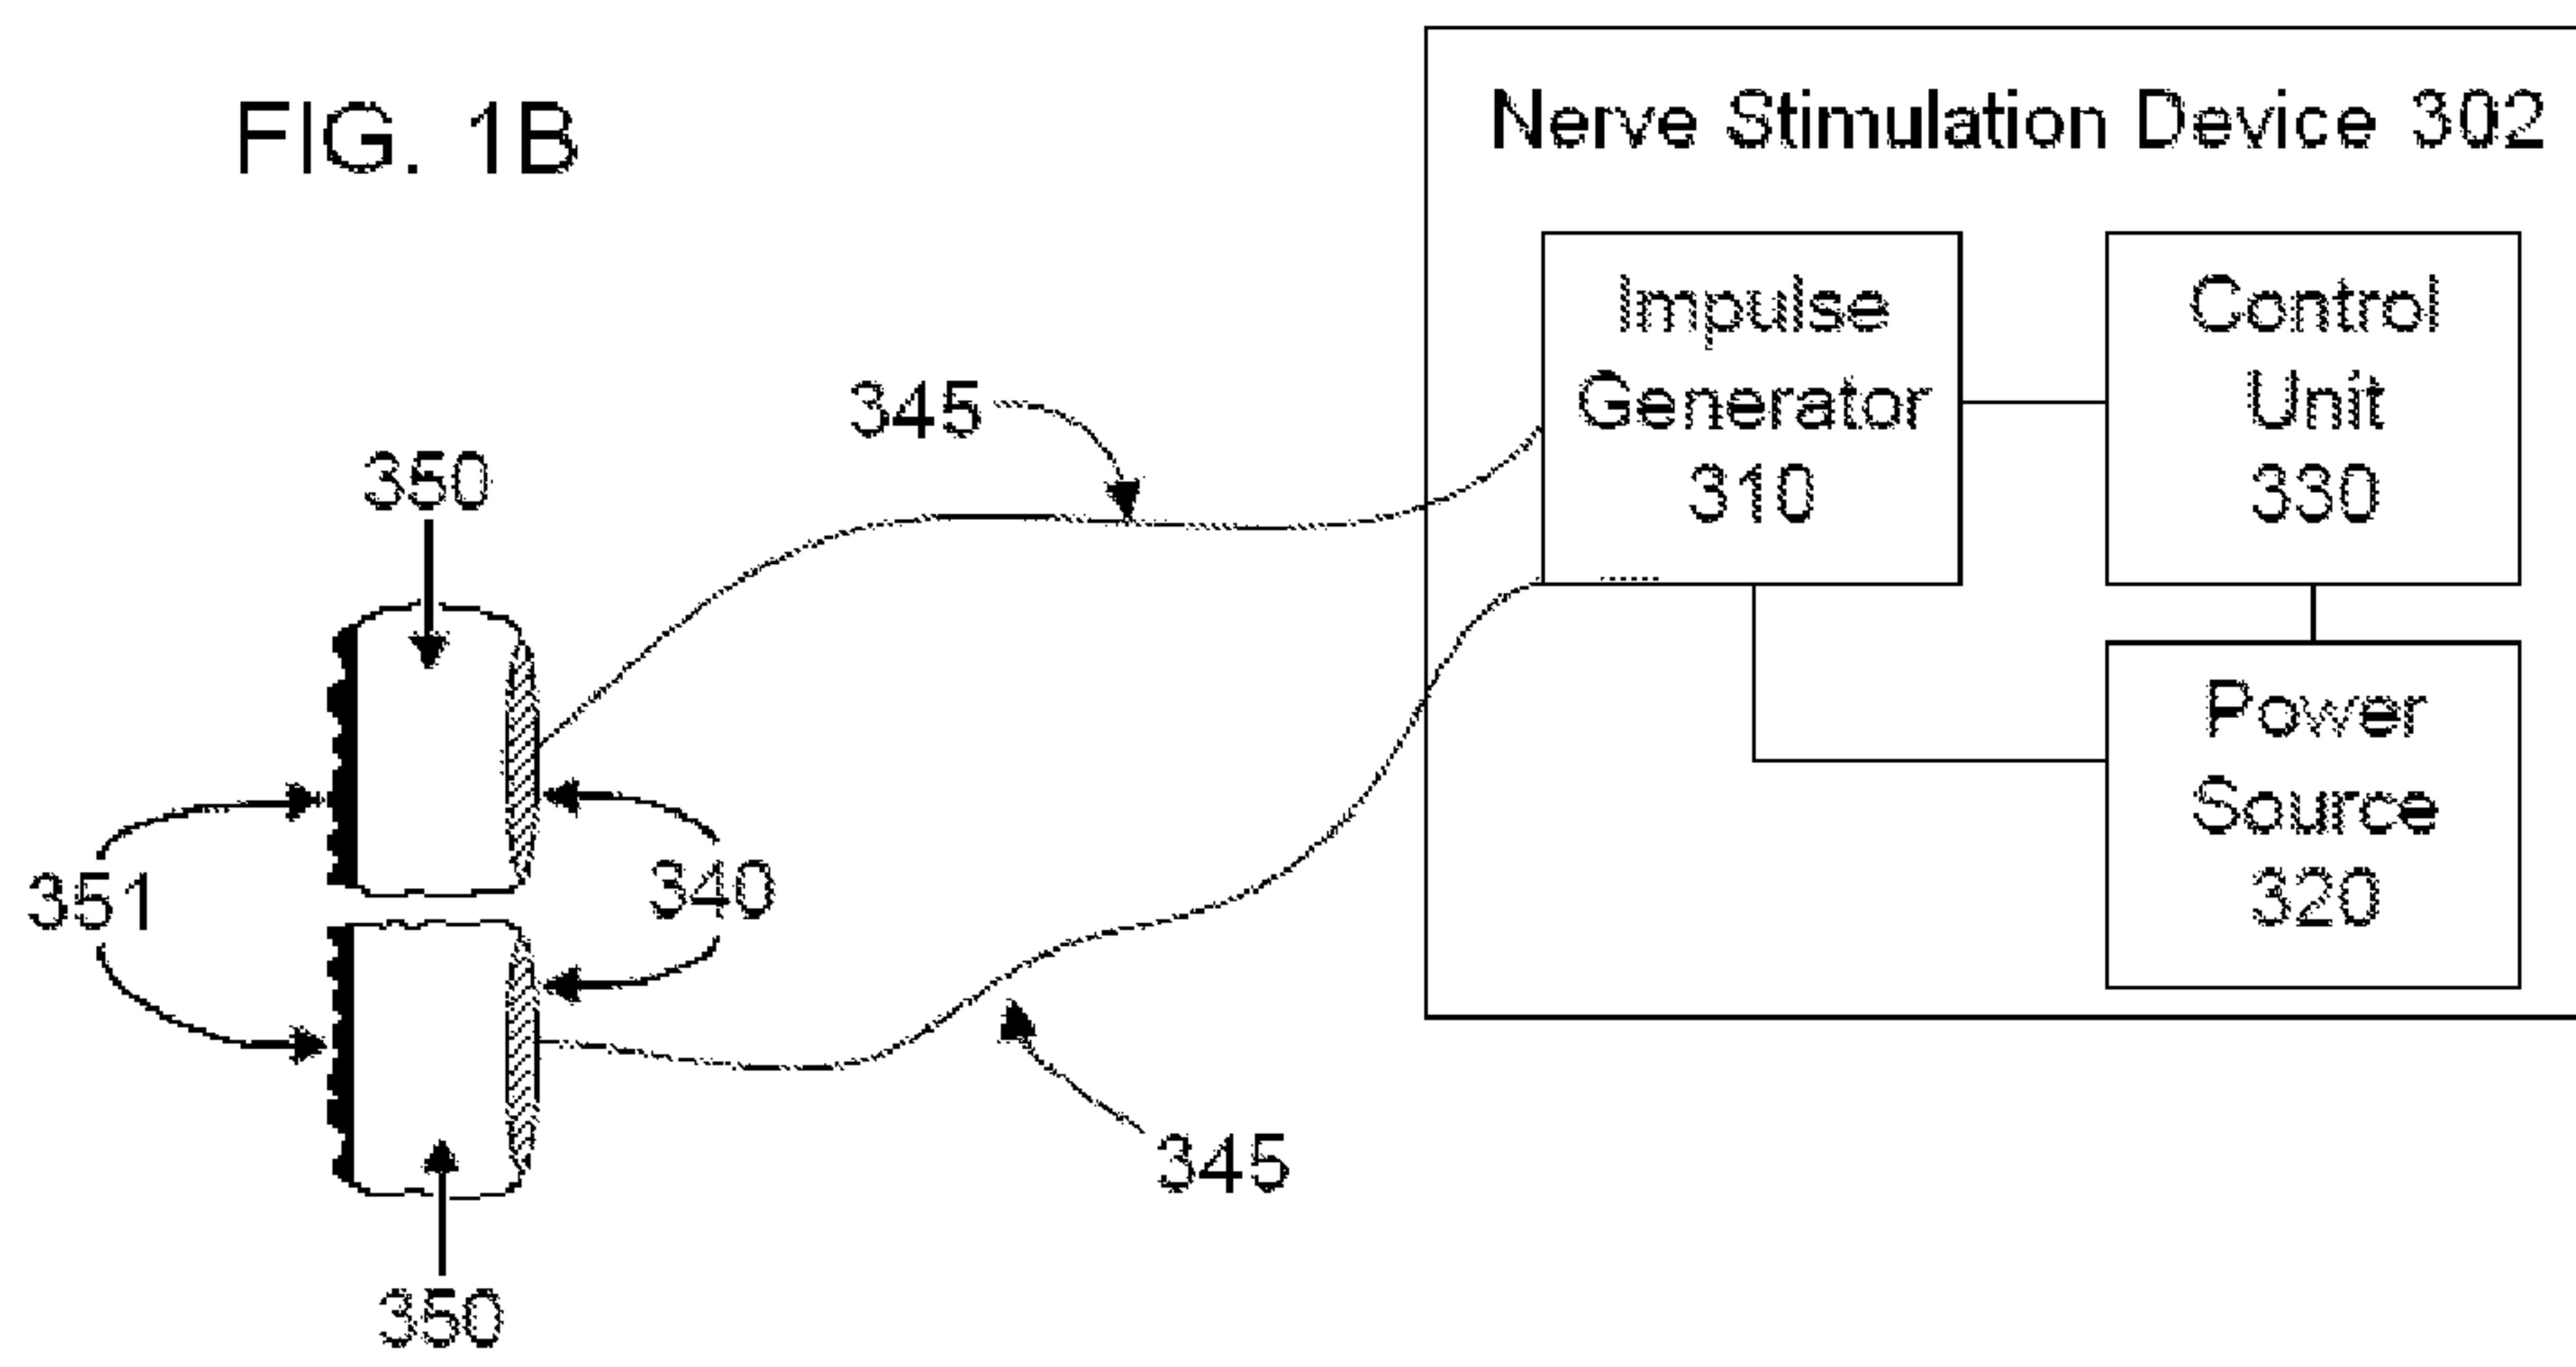 FIG. 1B
Nerve Stimulation Device 302
Impulse
Generator
310
Control
Unit
330
Power
Source
320
345
350
351
340
345
350